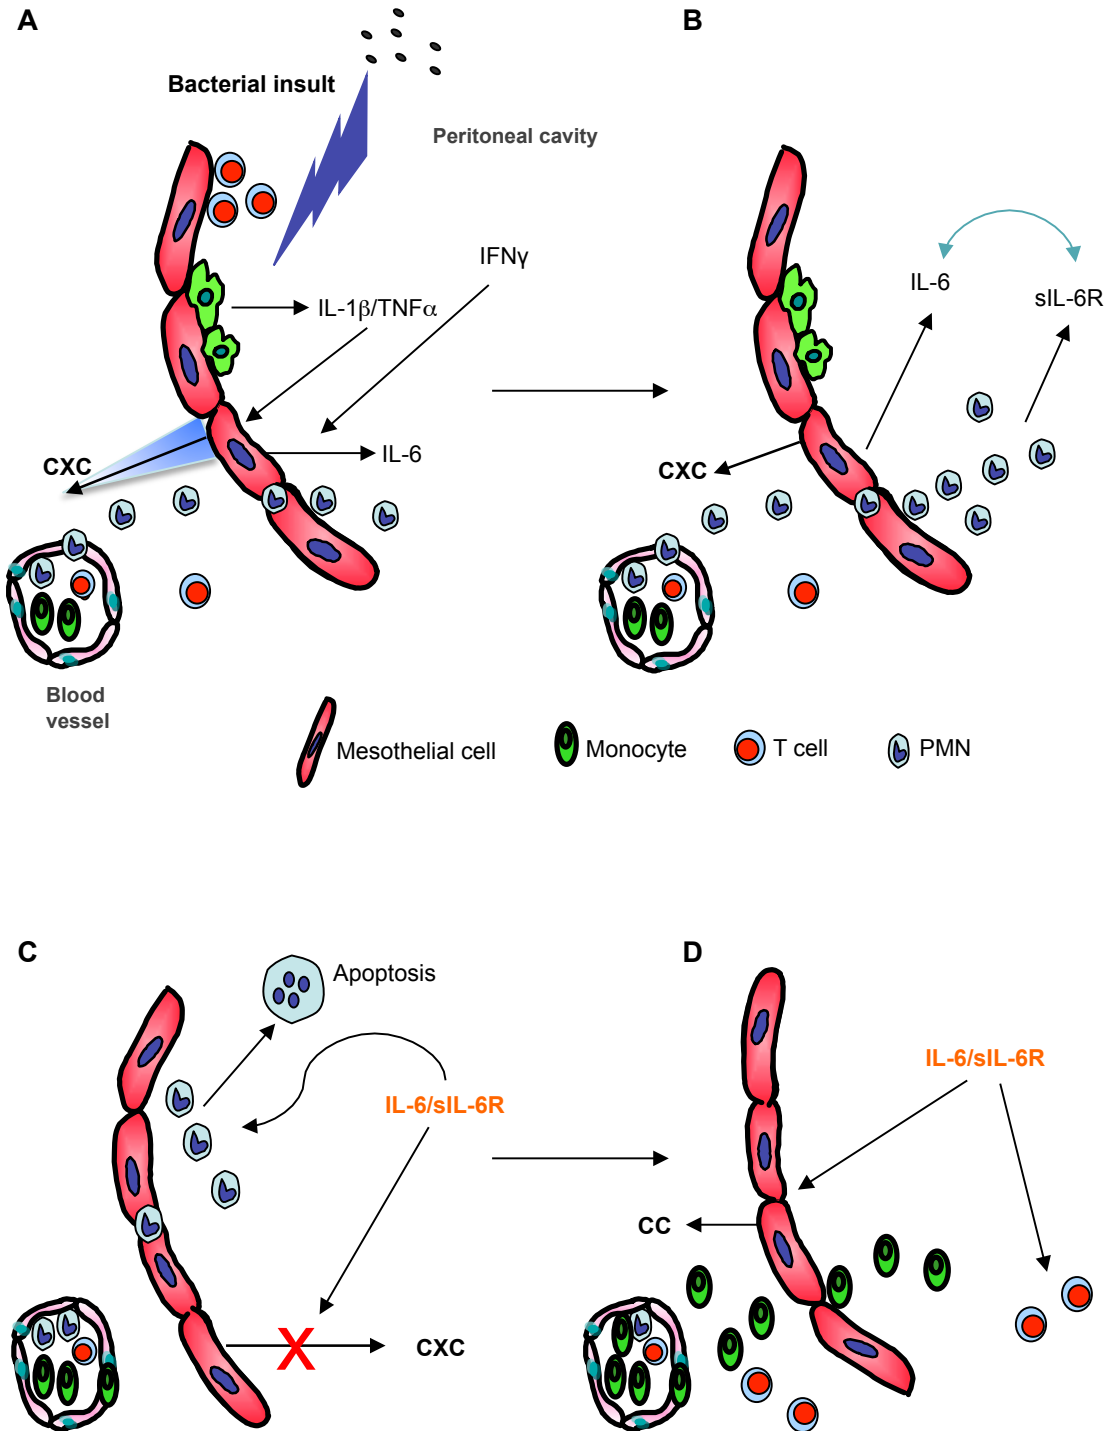 A
B
Bacterial insult
Peritoneal cavity
IFNγ
IL-1β/TNFα
IL-6
sIL-6R
CXC
IL-6
CXC
Blood
vessel
Mesothelial cell
Monocyte
T cell
PMN
C
D
Apoptosis
IL-6/sIL-6R
IL-6/sIL-6R
CC
X
CXC